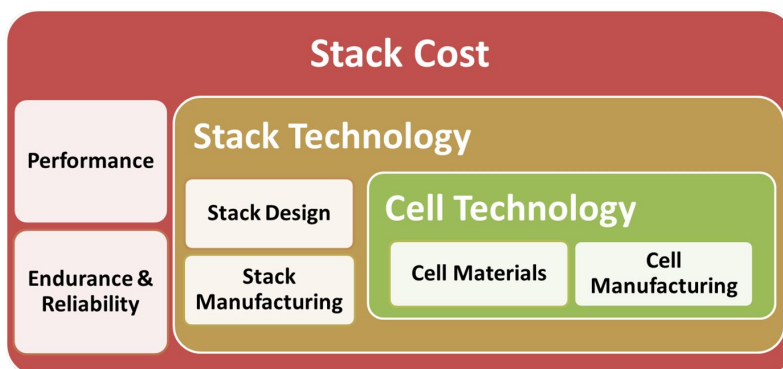 Stack Cost
Performance
Endurance &
Reliability
Stack Technology
Stack Design
Stack
Manufacturing
Cell Technology
Cell Materials
Cell
Manufacturing